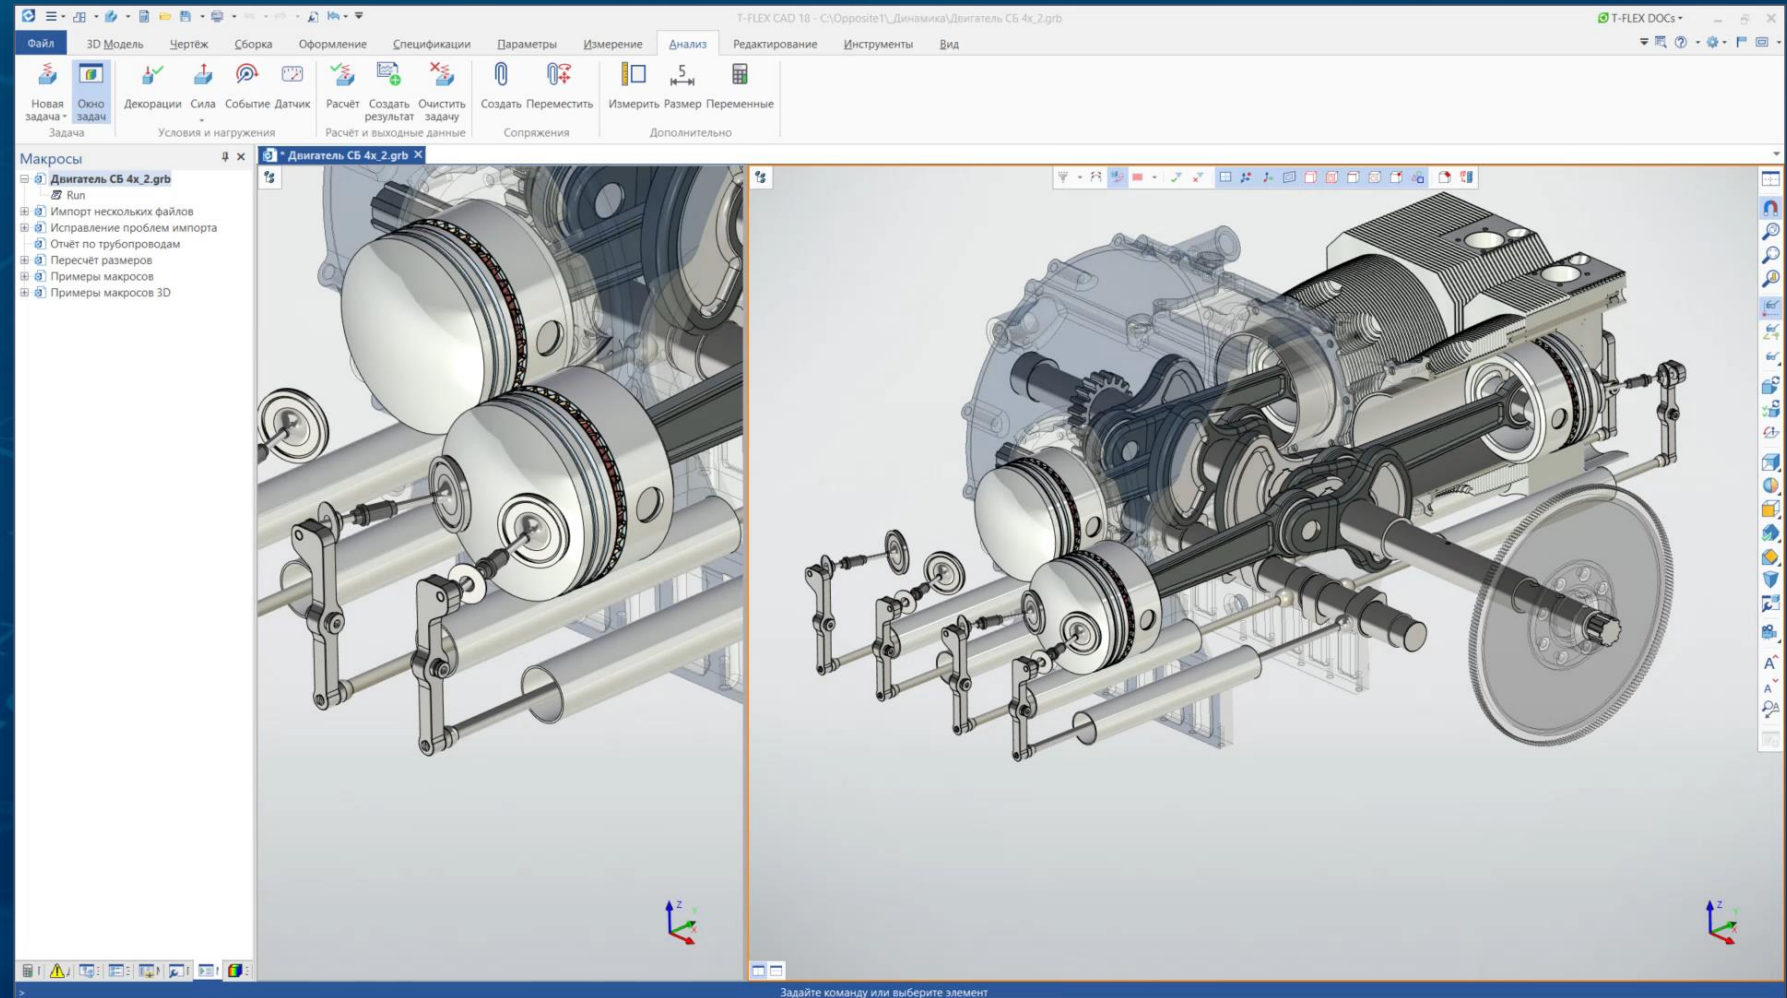 T-FLEX CAD 18 - C:\Opposite1\_Динамика\Двигатель СБ 4x_2.grb
T-FLEX DOCs
Файл 3D Модель Чертёж Сборка Оформление Спецификации Параметры Измерение Анализ Редактирование Инструменты Вид
Новая задача Окно задач Декорации Сила Событие Датчик Расчёт Создать результат Очистить задачу Создать Переместить Измерить 5 Размер Переменные
Задача Условия и нагружения Расчёт и выходные данные Сопряжения Дополнительно
Макросы
* Двигатель СБ 4x_2.grb
Двигатель СБ 4x_2.grb
Run
Импорт нескольких файлов
Исправление проблем импорта
Отчёт по трубопроводам
Пересчёт размеров
Примеры макросов
Примеры макросов 3D
Z Y X
Z Y X
> Задайте команду или выберите элемент